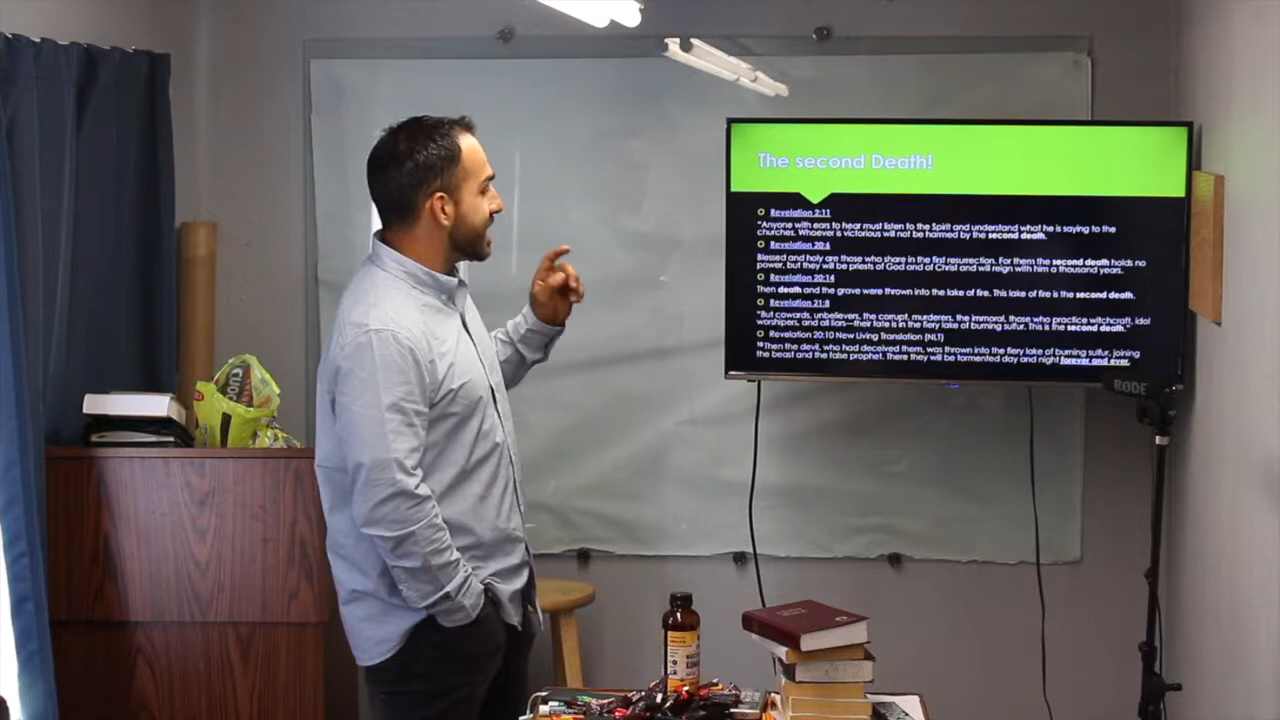 The second Death!
Revelation 2:11
"Anyone with ears to hear must listen to the Spirit and understand what he is saying to the
churches. Whoever is victorious will not be harmed by the second death.
Revelation 20:6
Blessed and holy are those who share in the first resurrection. For them the second death holds no
power, but they will be priests of God and of Christ and will reign with him a thousand years.
Revelation 20:14
Then death and the grave were thrown into the lake of fire. This lake of fire is the second death.
Revelation 21:8
"But cowards, unbelievers, the corrupt, murderers, the immoral, those who practice witchcraft, idol
worshipers, and all liars—their fate is in the fiery lake of burning sulfur. This is the second death."
Revelation 20:10 New Living Translation (NLT)
10 Then the devil, who had deceived them, was thrown into the fiery lake of burning sulfur, joining
the beast and the false prophet. There they will be tormented day and night forever and ever.
RØDE